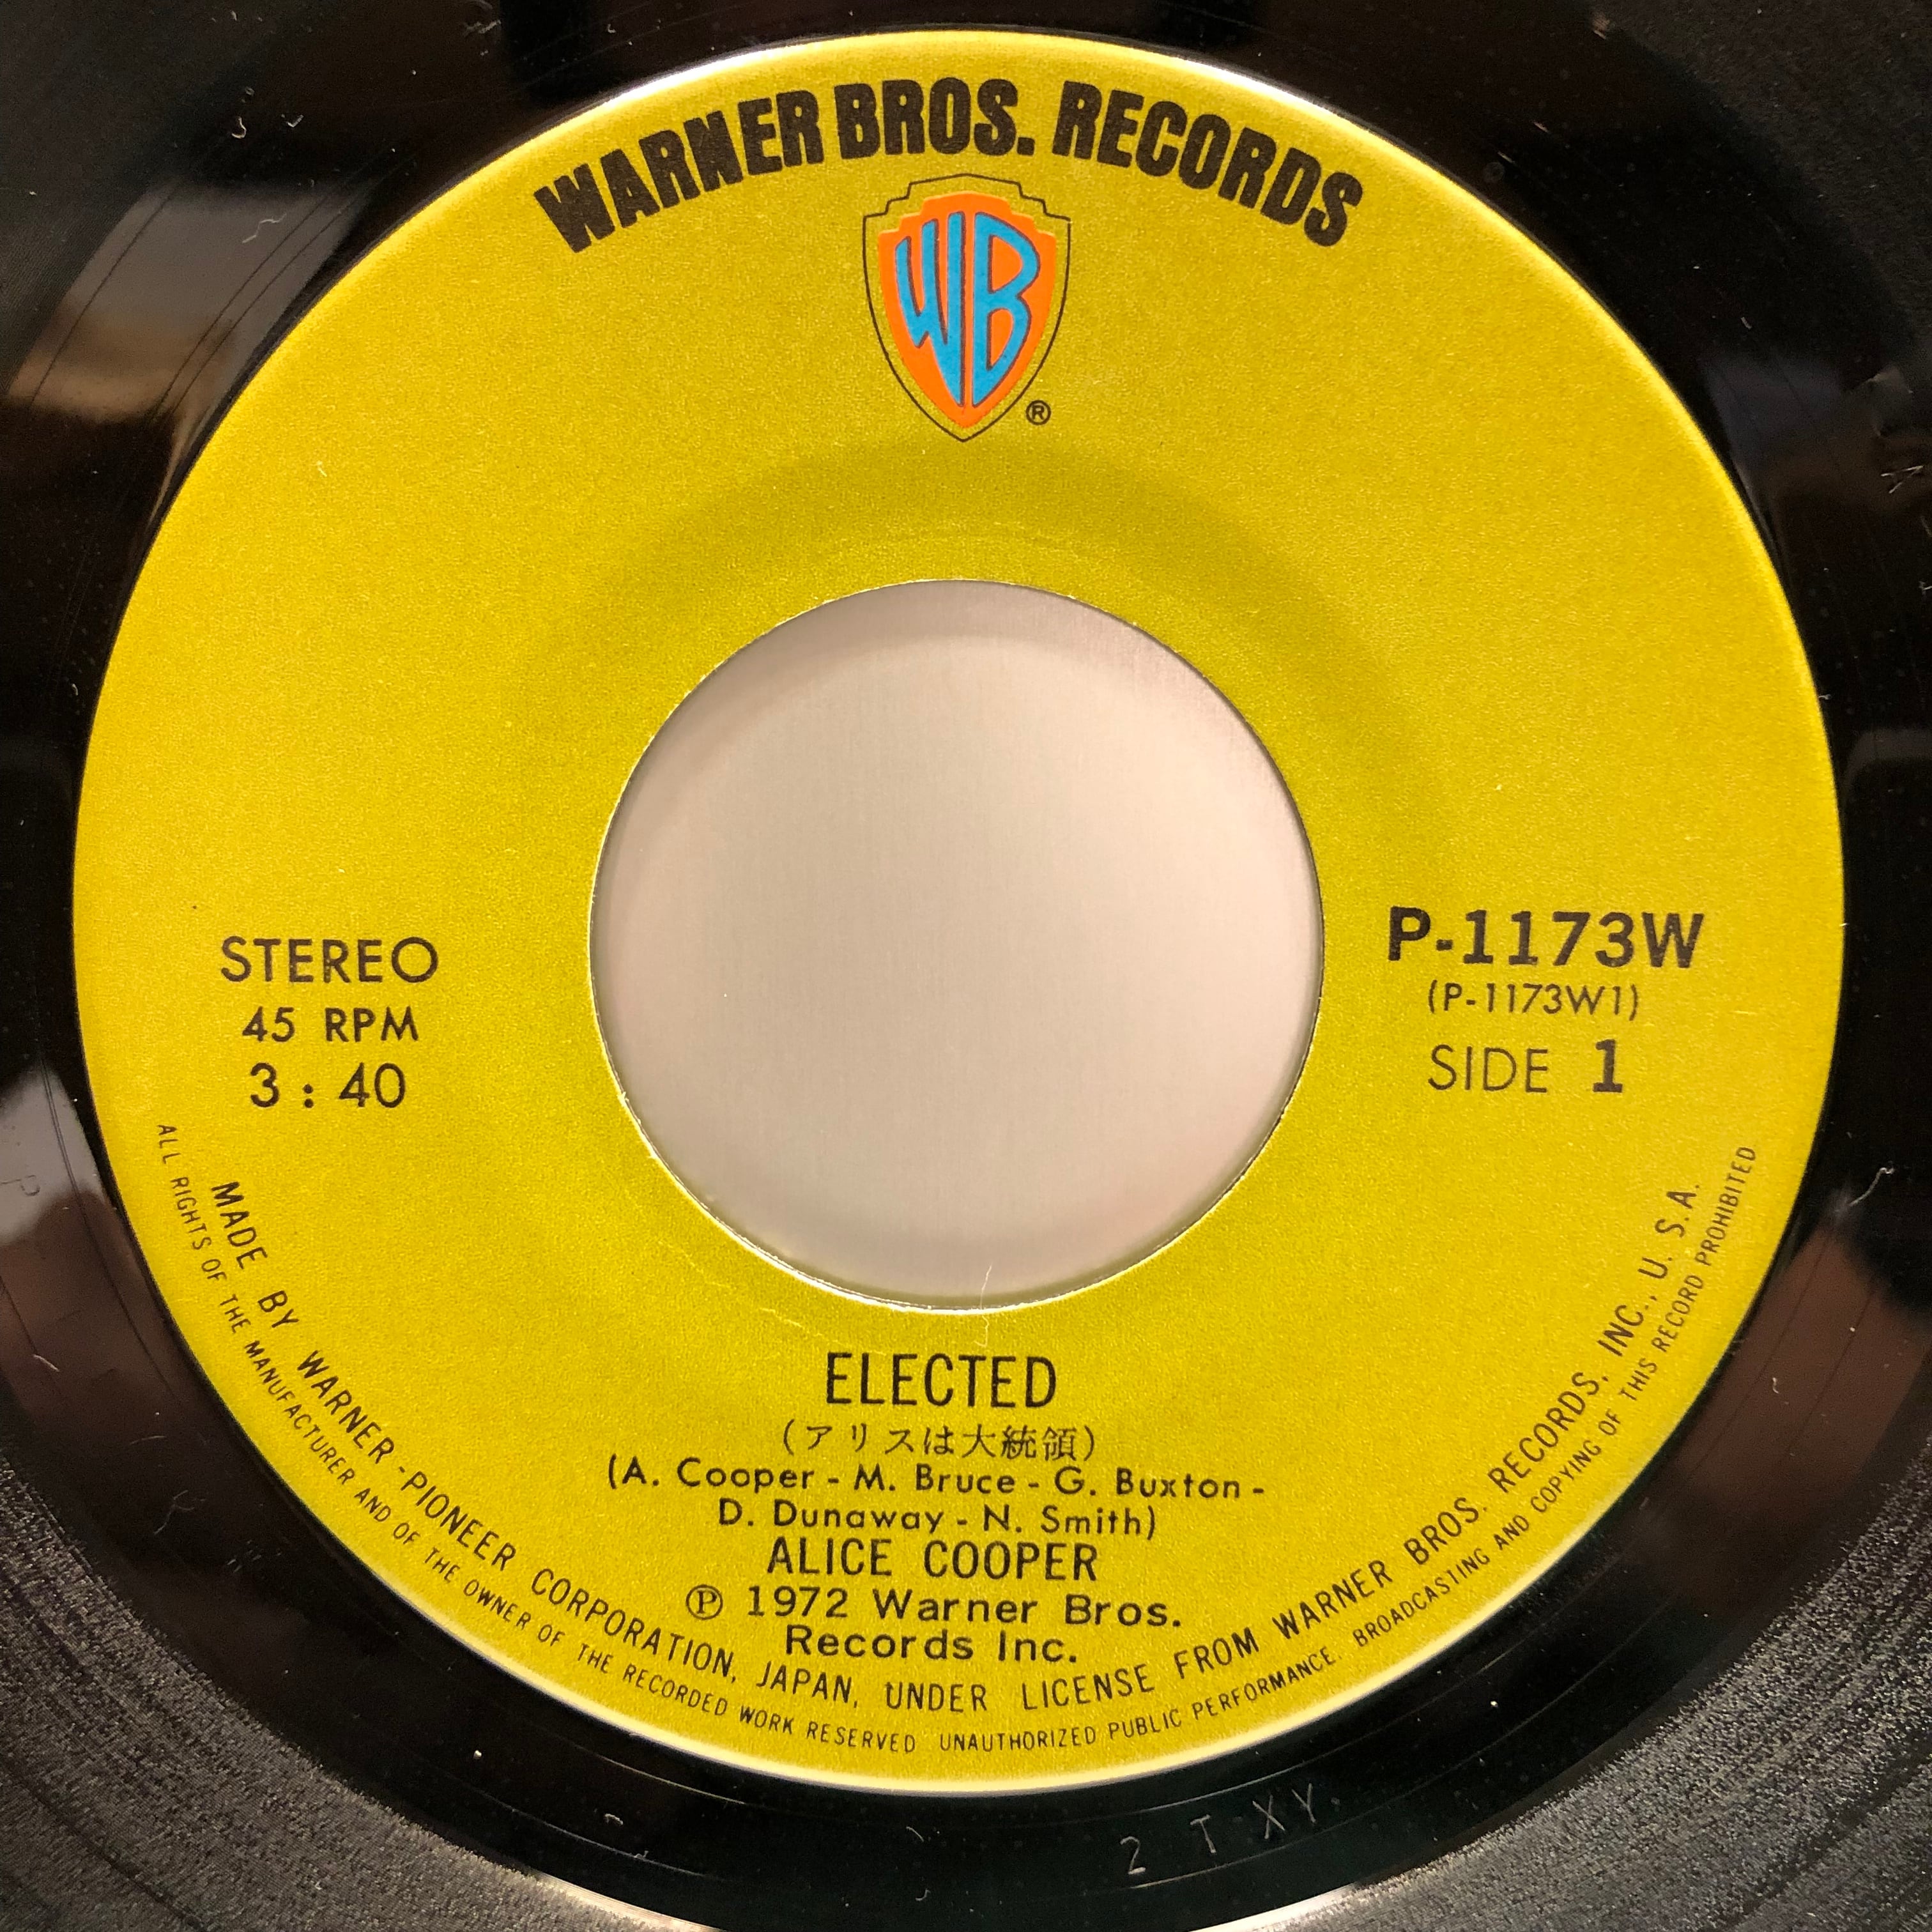 WARNER BROS. RECORDS
WB
®
STEREO
45 RPM
3 : 40
P-1173W
(P-1173W1)
SIDE 1
ELECTED
(アリスは大統領)
(A. Cooper - M. Bruce - G. Buxton -
D. Dunaway - N. Smith)
ALICE COOPER
℗ 1972 Warner Bros.
Records Inc.
MADE BY WARNER-PIONEER CORPORATION, JAPAN, UNDER LICENSE FROM WARNER BROS. RECORDS, INC., U. S. A.
ALL RIGHTS OF THE MANUFACTURER AND OF THE OWNER OF THE RECORDED WORK RESERVED UNAUTHORIZED PUBLIC PERFORMANCE. BROADCASTING AND COPYING OF THIS RECORD PROHIBITED
2 T XY